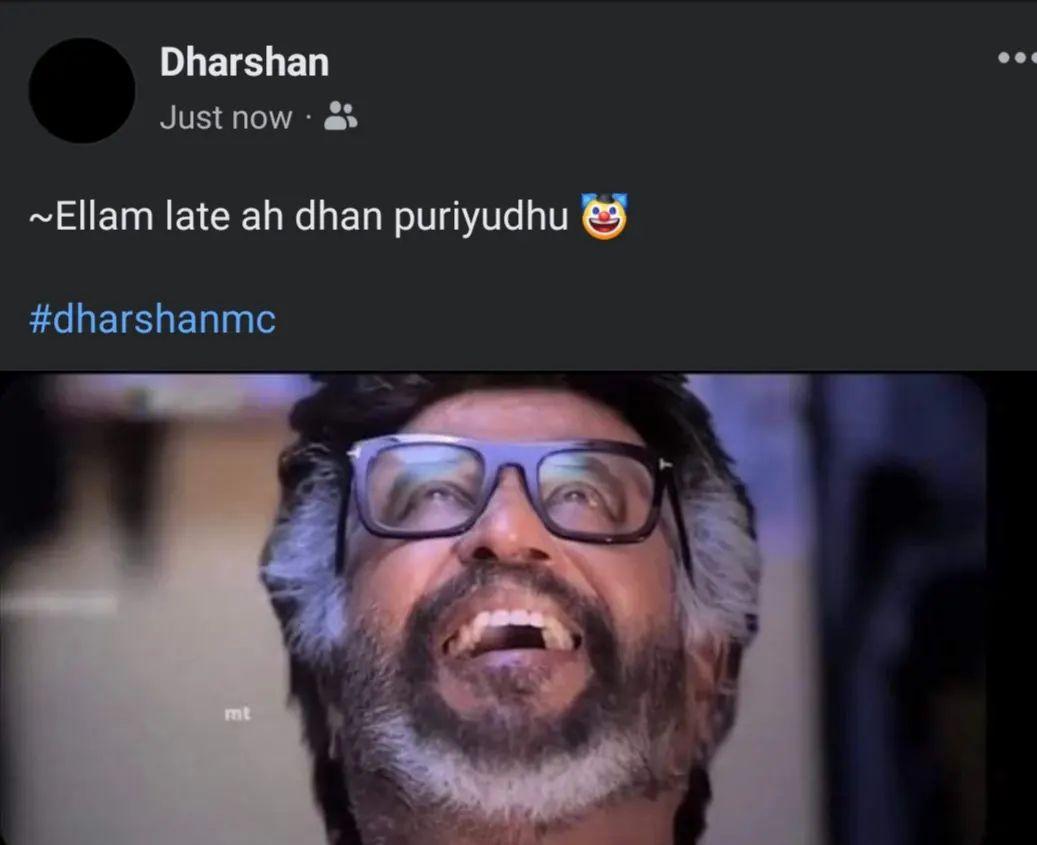 Dharshan
Just now ·
~Ellam late ah dhan puriyudhu 🤡
#dharshanmc
mt